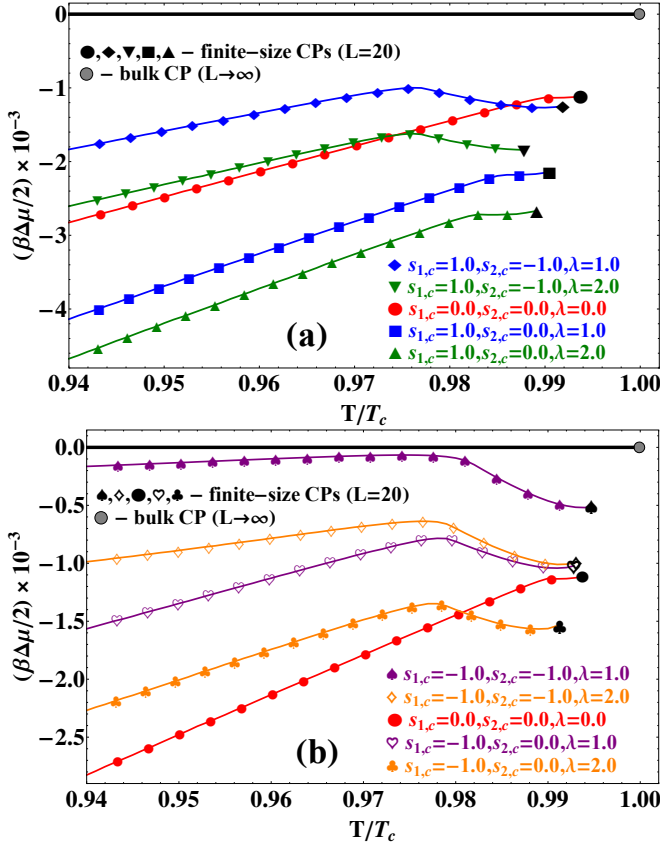 0
●,◆,▼,■,▲ – finite-size CPs (L=20)
● – bulk CP (L→∞)
−1
−2
−3
−4
(βΔμ/2) × 10⁻³
s₁,c=1.0,s₂,c=−1.0,λ=1.0
s₁,c=1.0,s₂,c=−1.0,λ=2.0
s₁,c=0.0,s₂,c=0.0,λ=0.0
s₁,c=1.0,s₂,c=0.0,λ=1.0
s₁,c=1.0,s₂,c=0.0,λ=2.0
(a)
0.94 0.95 0.96 0.97 0.98 0.99 1.00
T/T_c
0.0
♠,♢,●,♡,♣ – finite-size CPs (L=20)
● – bulk CP (L→∞)
−0.5
−1.0
−1.5
−2.0
−2.5
(βΔμ/2) × 10⁻³
s₁,c=−1.0,s₂,c=−1.0,λ=1.0
s₁,c=−1.0,s₂,c=−1.0,λ=2.0
s₁,c=0.0,s₂,c=0.0,λ=0.0
s₁,c=−1.0,s₂,c=0.0,λ=1.0
s₁,c=−1.0,s₂,c=0.0,λ=2.0
(b)
0.94 0.95 0.96 0.97 0.98 0.99 1.00
T/T_c